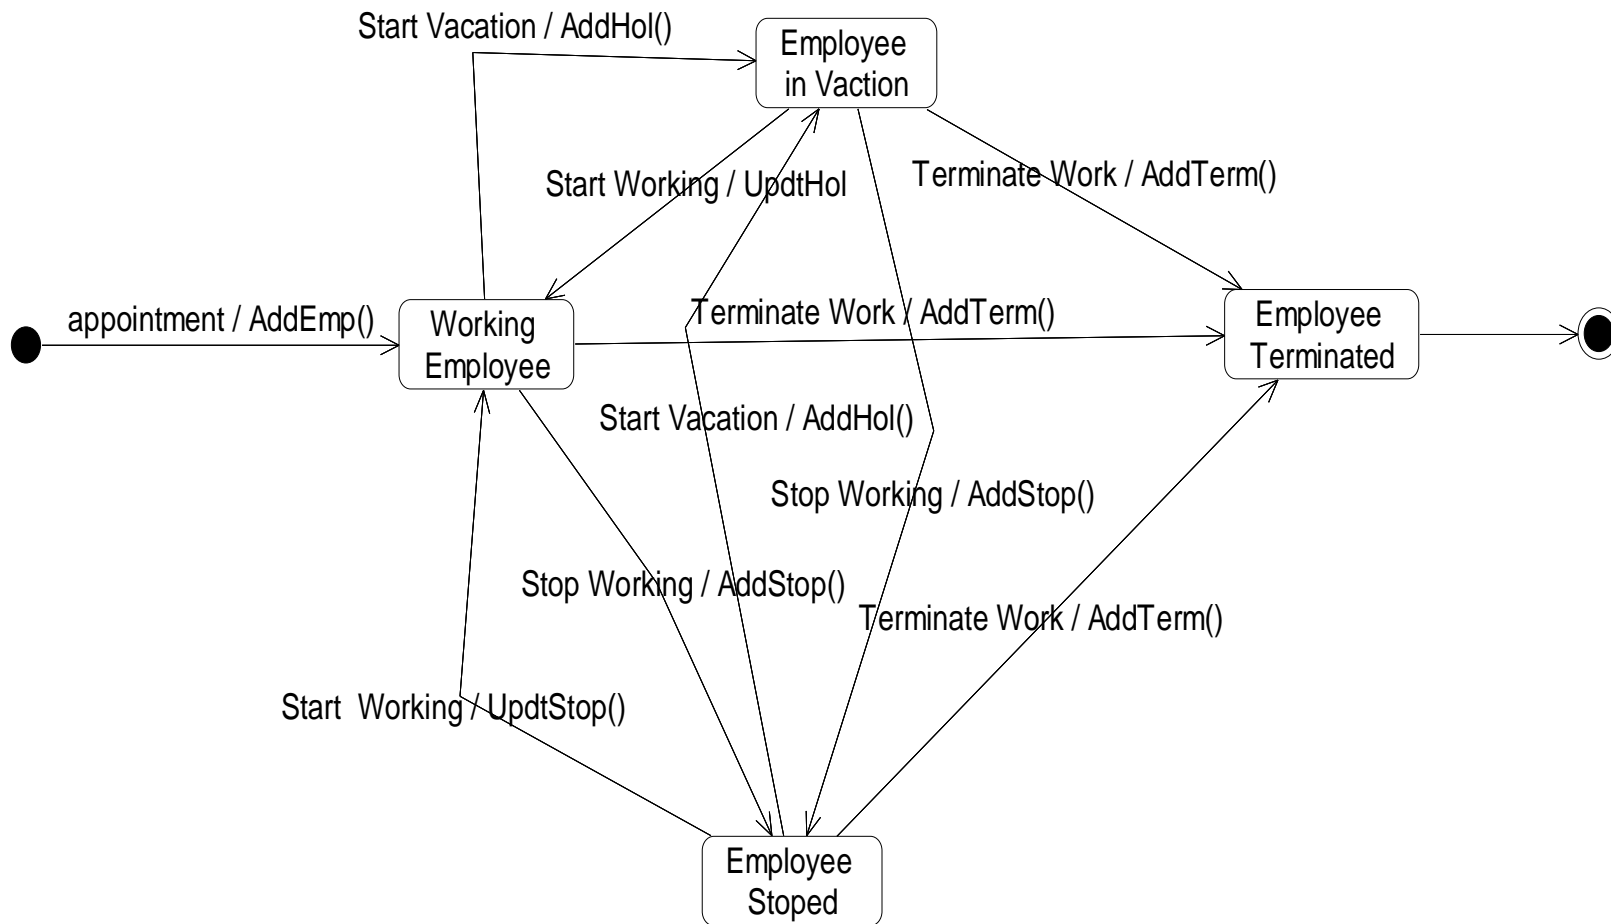 Start Vacation / AddHol()
Employee
in Vaction
Start Working / UpdtHol
Terminate Work / AddTerm()
appointment / AddEmp()
Working
Employee
Terminate Work / AddTerm()
Employee
Terminated
Start Vacation / AddHol()
Stop Working / AddStop()
Stop Working / AddStop()
Terminate Work / AddTerm()
Start  Working / UpdtStop()
Employee
Stoped